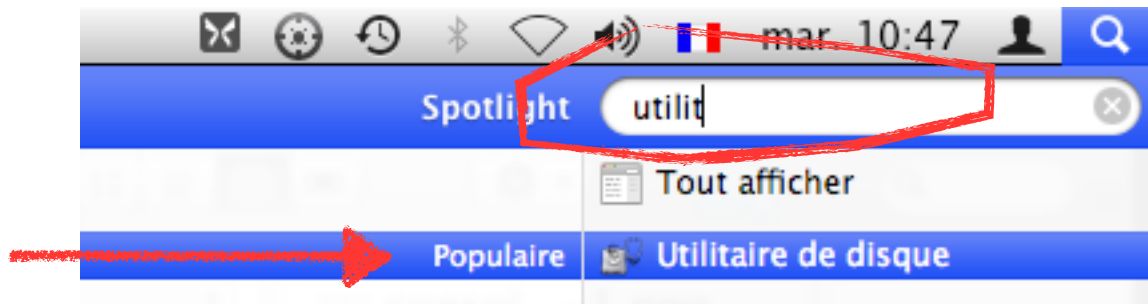 mar 10:47
Spotlight utilit
Tout afficher
Populaire Utilitaire de disque